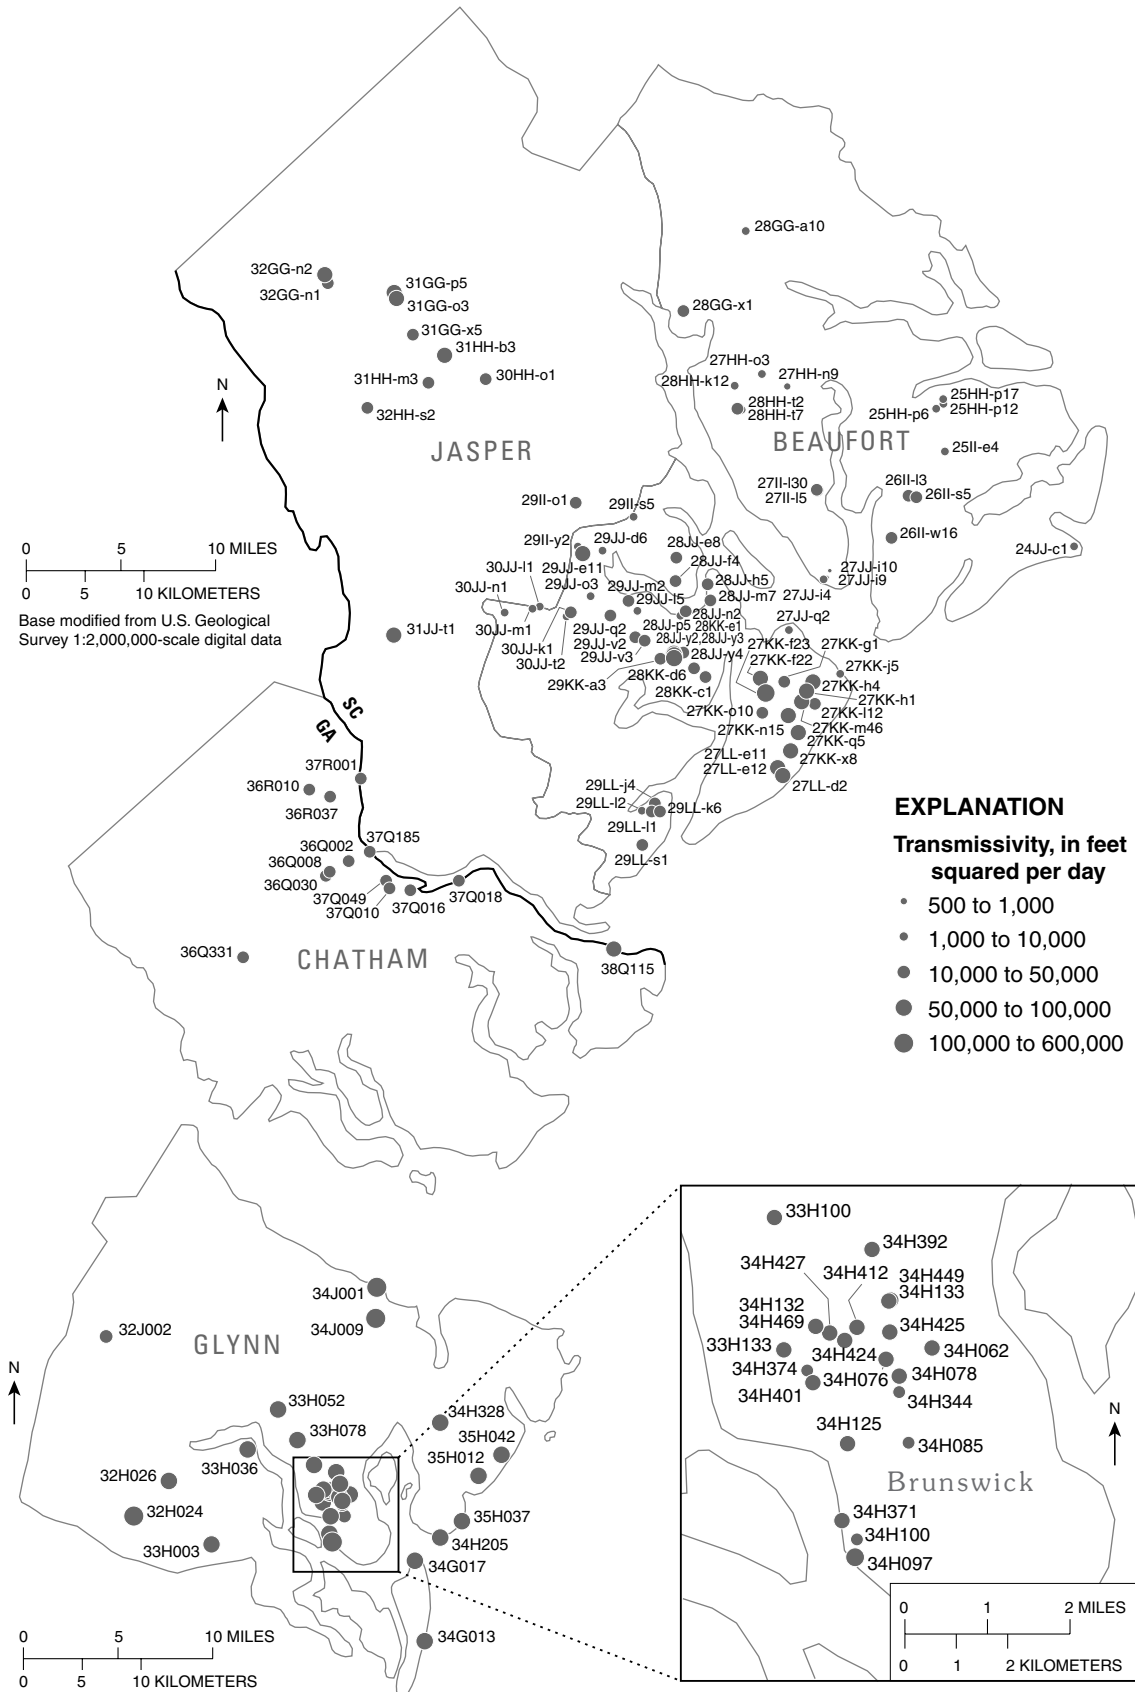 28GG-a10
32GG-n2
32GG-n1
31GG-p5
31GG-o3
28GG-x1
31GG-x5
31HH-b3
27HH-o3
27HH-n9
28HH-k12
31HH-m3
30HH-o1
N
32HH-s2
28HH-t2
28HH-t7
25HH-p17
25HH-p12
25HH-p6
JASPER
BEAUFORT
25II-e4
27II-l30
27II-l5
26II-l3
26II-s5
29II-o1
29II-s5
26II-w16
24JJ-c1
0 5 10 MILES
0 5 10 KILOMETERS
Base modified from U.S. Geological
Survey 1:2,000,000-scale digital data
29II-y2
29JJ-d6
28JJ-e8
28JJ-f4
29JJ-e11
30JJ-l1
29JJ-o3
30JJ-n1
29JJ-m2
28JJ-h5
28JJ-m7
27JJ-i10
27JJ-i9
27JJ-i4
29JJ-l5
28JJ-n2
27JJ-q2
31JJ-t1
30JJ-m1
29JJ-q2
28JJ-p5
28KK-e1
30JJ-k1
29JJ-v2
28JJ-y2,28JJ-y3
27KK-f23
27KK-g1
30JJ-t2
29JJ-v3
28JJ-y4
27KK-f22
27KK-j5
29KK-a3
28KK-d6
28KK-c1
27KK-h4
27KK-h1
27KK-o10
27KK-l12
27KK-n15
27KK-m46
27KK-q5
27LL-e11
27KK-x8
27LL-e12
27LL-d2
SC
GA
37R001
36R010
36R037
29LL-j4
29LL-l2
29LL-k6
29LL-l1
29LL-s1
37Q185
36Q002
36Q008
36Q030
37Q049
37Q010
37Q016
37Q018
36Q331
CHATHAM
38Q115
EXPLANATION
Transmissivity, in feet
squared per day
500 to 1,000
1,000 to 10,000
10,000 to 50,000
50,000 to 100,000
100,000 to 600,000
34J001
34J009
32J002
GLYNN
N
33H052
33H078
34H328
35H042
35H012
33H036
32H026
32H024
33H003
35H037
34H205
34G017
34G013
0 5 10 MILES
0 5 10 KILOMETERS
33H100
34H392
34H427
34H412
34H449
34H133
34H132
34H469
34H425
33H133
34H424
34H062
34H374
34H076
34H078
34H401
34H344
34H125
34H085
N
Brunswick
34H371
34H100
34H097
0 1 2 MILES
0 1 2 KILOMETERS